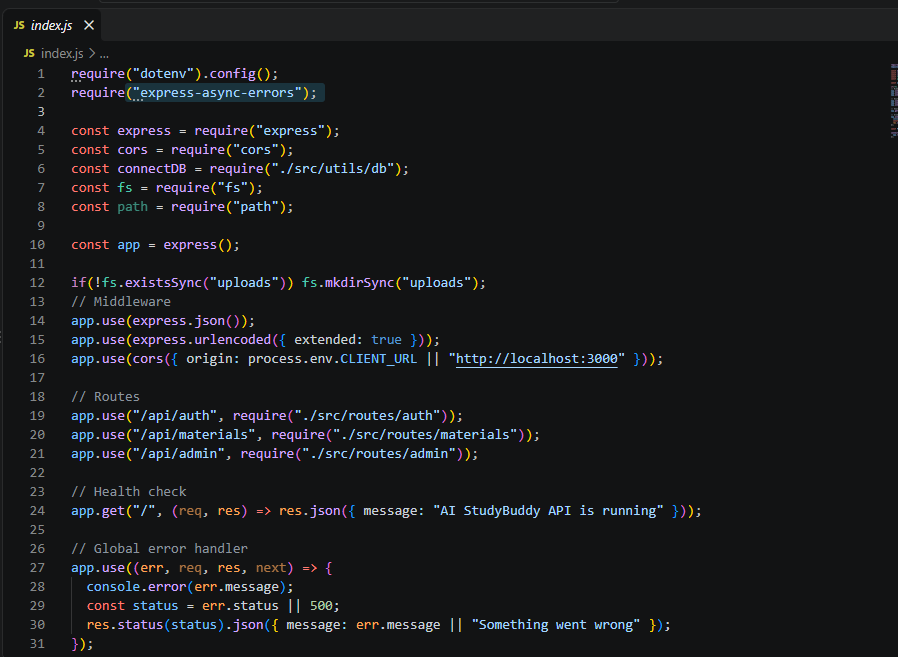 JS index.js ×
JS index.js > ...
1 require("dotenv").config();
2 require("express-async-errors");
3
4 const express = require("express");
5 const cors = require("cors");
6 const connectDB = require("./src/utils/db");
7 const fs = require("fs");
8 const path = require("path");
9
10 const app = express();
11
12 if(!fs.existsSync("uploads")) fs.mkdirSync("uploads");
13 // Middleware
14 app.use(express.json());
15 app.use(express.urlencoded({ extended: true }));
16 app.use(cors({ origin: process.env.CLIENT_URL || "http://localhost:3000" }));
17
18 // Routes
19 app.use("/api/auth", require("./src/routes/auth"));
20 app.use("/api/materials", require("./src/routes/materials"));
21 app.use("/api/admin", require("./src/routes/admin"));
22
23 // Health check
24 app.get("/", (req, res) => res.json({ message: "AI StudyBuddy API is running" }));
25
26 // Global error handler
27 app.use((err, req, res, next) => {
28   console.error(err.message);
29   const status = err.status || 500;
30   res.status(status).json({ message: err.message || "Something went wrong" });
31 });